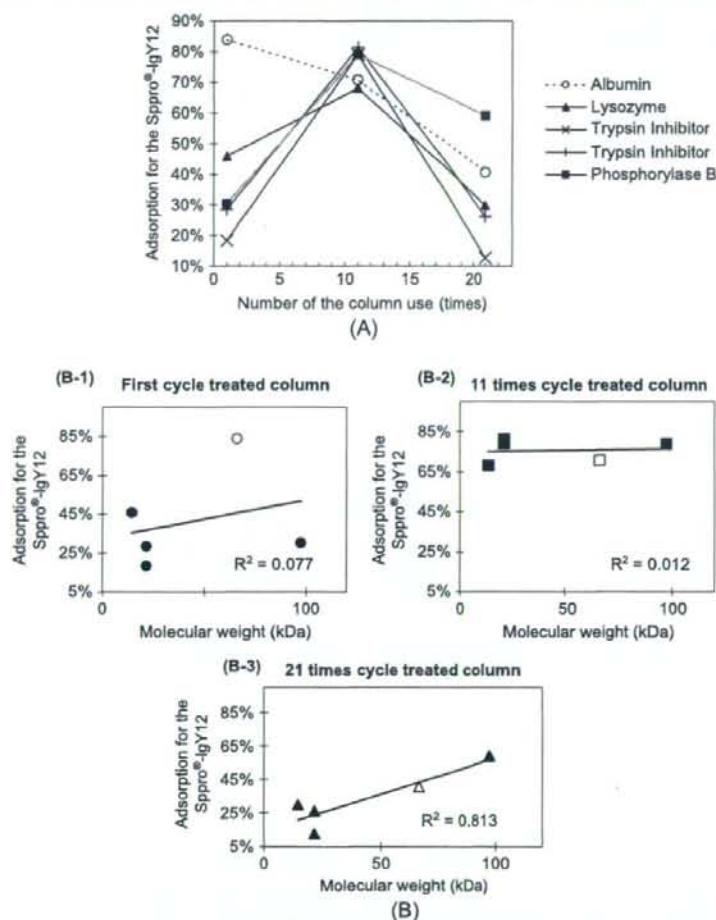 Adsorption for the Sppro®-IgY12
90%
80%
70%
60%
50%
40%
30%
20%
10%
0 5 10 15 20
Number of the column use (times)
(A)
Albumin
Lysozyme
Trypsin Inhibitor
Trypsin Inhibitor
Phosphorylase B
(B-1) First cycle treated column
Adsorption for the
Sppro®-IgY12
85%
65%
45%
25%
5%
R² = 0.077
0 100
Molecular weight (kDa)
(B-2) 11 times cycle treated column
Adsorption for the
Sppro®-IgY12
85%
65%
45%
25%
5%
R² = 0.012
0 50 100
Molecular weight (kDa)
(B-3) 21 times cycle treated column
Adsorption for the
Sppro®-IgY12
85%
65%
45%
25%
5%
R² = 0.813
0 50 100
Molecular weight (kDa)
(B)